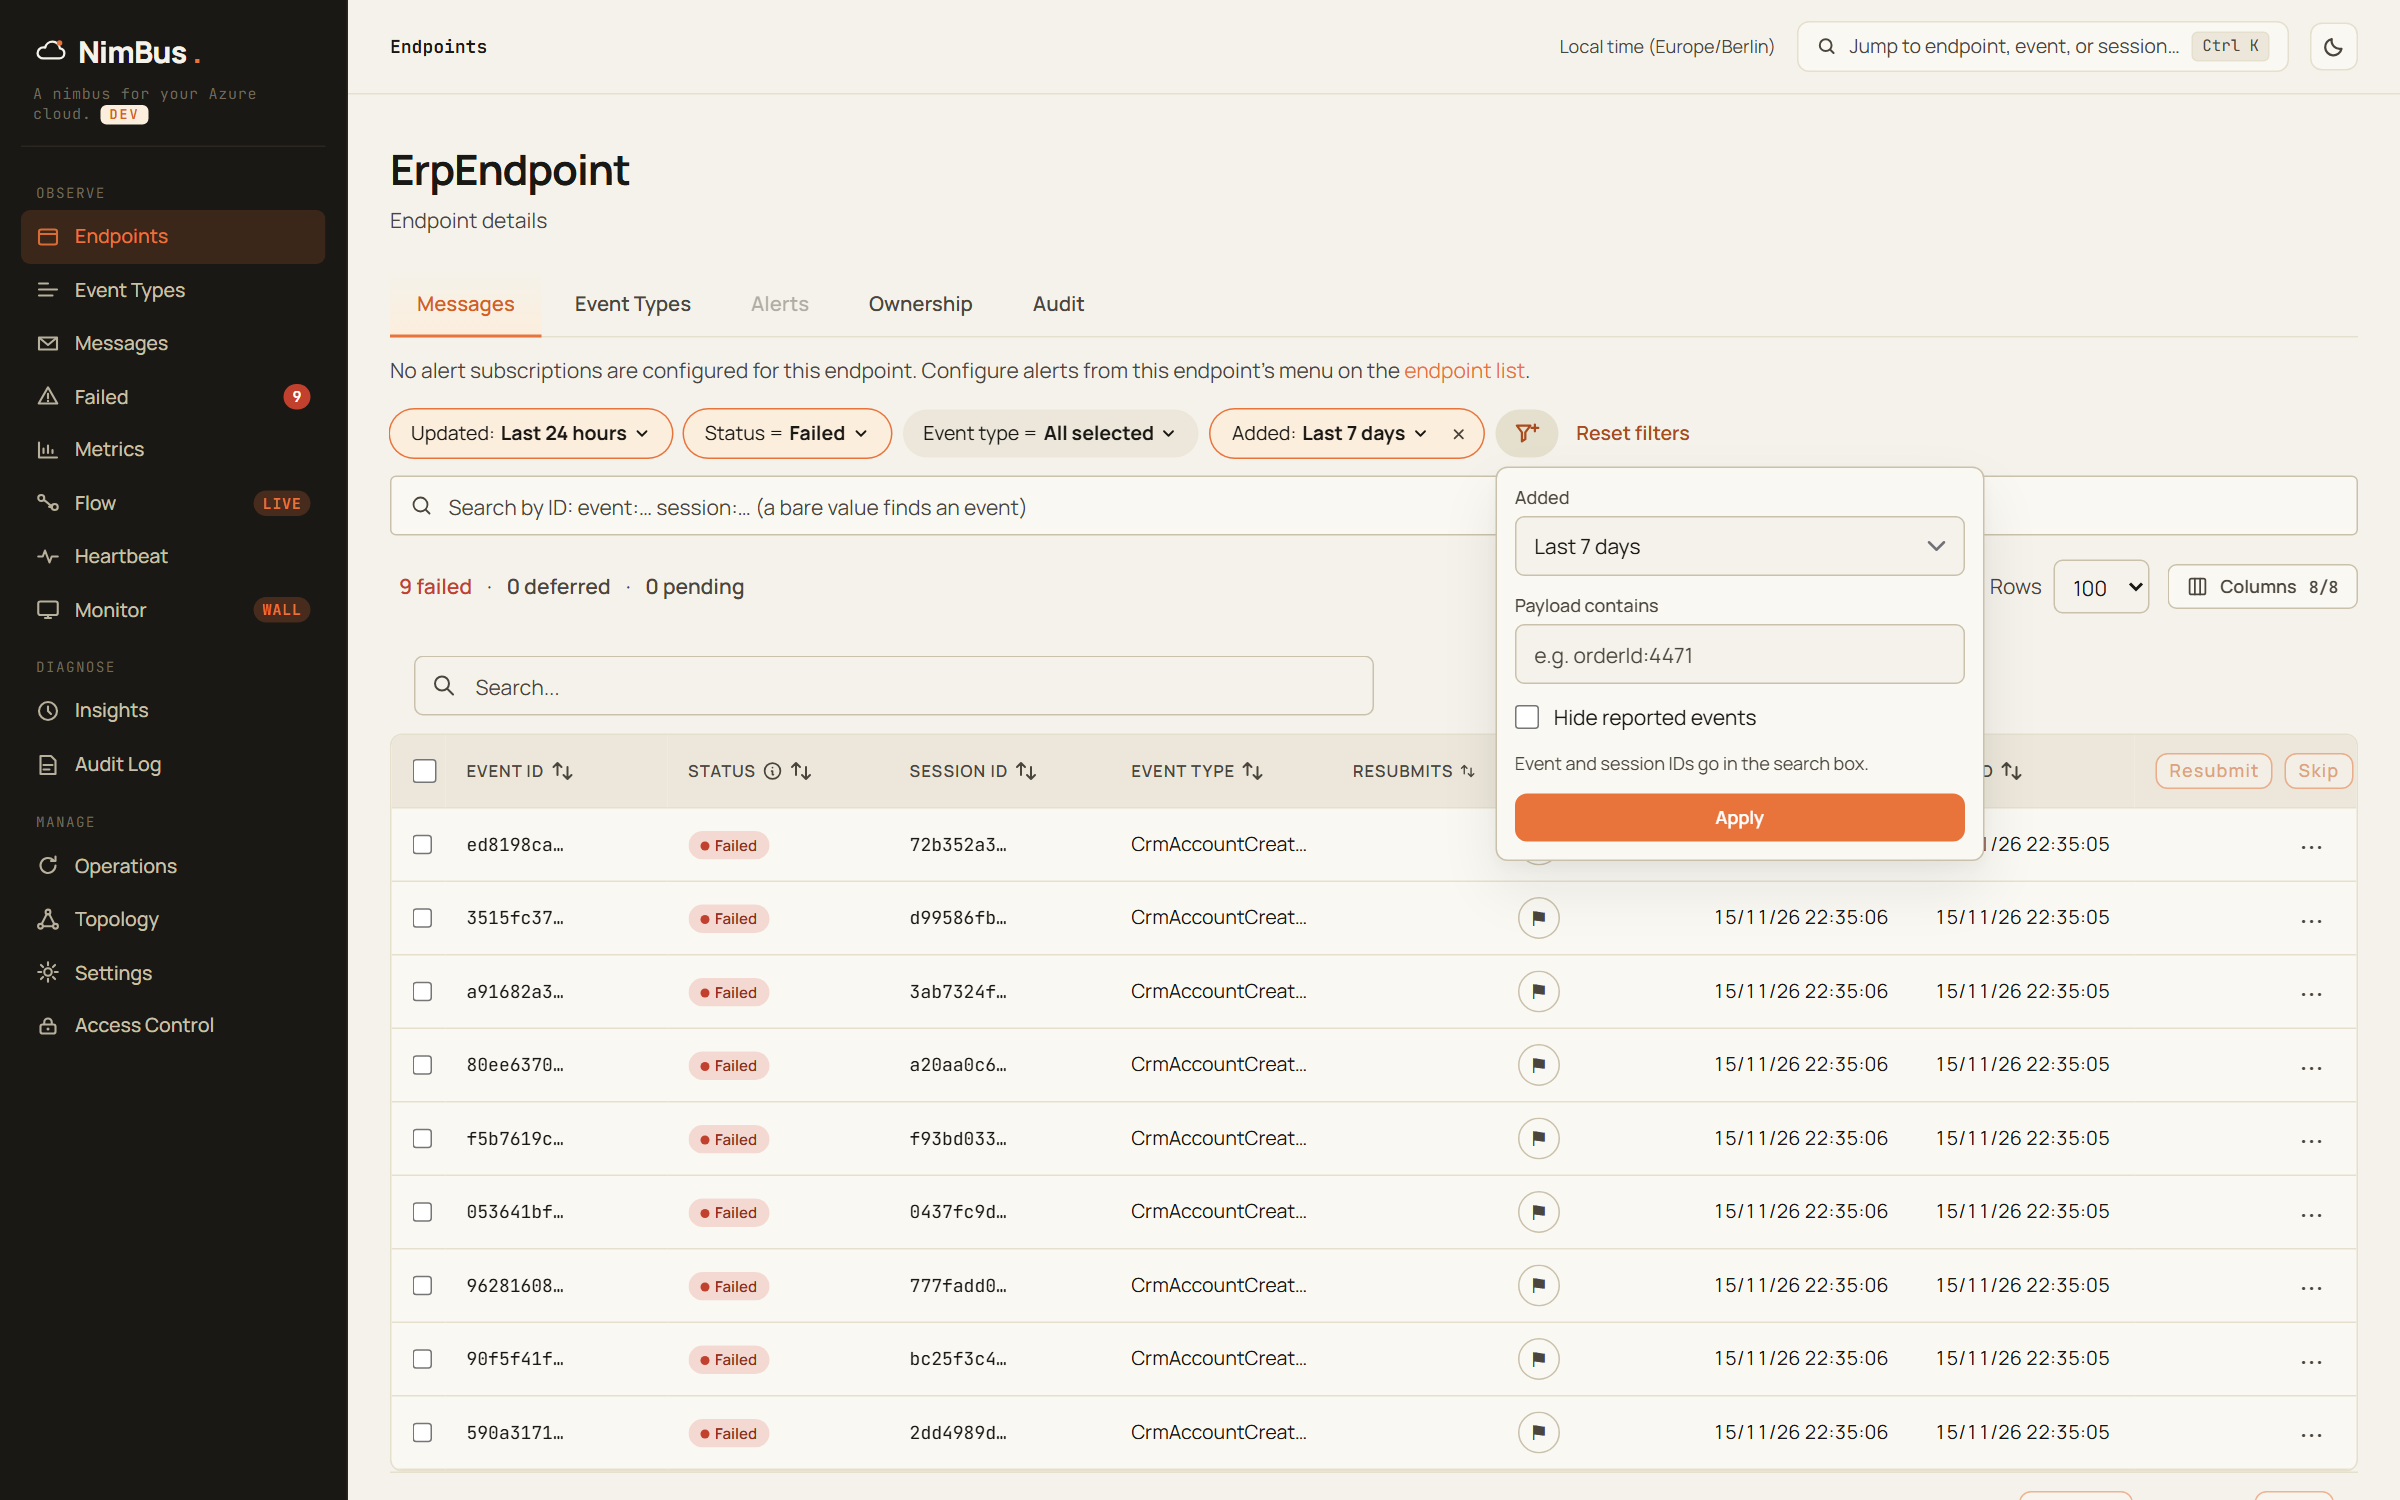 NimBus.
A nimbus for your Azure
cloud. DEV
OBSERVE
Endpoints
Event Types
Messages
Failed 9
Metrics
Flow LIVE
Heartbeat
Monitor WALL
DIAGNOSE
Insights
Audit Log
MANAGE
Operations
Topology
Settings
Access Control
Endpoints Local time (Europe/Berlin) Jump to endpoint, event, or session... Ctrl K
ErpEndpoint
Endpoint details
Messages Event Types Alerts Ownership Audit
No alert subscriptions are configured for this endpoint. Configure alerts from this endpoint's menu on the endpoint list.
Updated: Last 24 hours Status = Failed Event type = All selected Added: Last 7 days × Reset filters
Search by ID: event:... session:... (a bare value finds an event)
9 failed · 0 deferred · 0 pending Rows 100 Columns 8/8
Added
Last 7 days
Payload contains
e.g. orderId:4471
Hide reported events
Event and session IDs go in the search box.
Apply
Search...
EVENT ID STATUS SESSION ID EVENT TYPE RESUBMITS Resubmit Skip
ed8198ca… Failed 72b352a3… CrmAccountCreat... /26 22:35:05 ...
3515fc37… Failed d99586fb… CrmAccountCreat... 15/11/26 22:35:06 15/11/26 22:35:05 ...
a91682a3… Failed 3ab7324f… CrmAccountCreat... 15/11/26 22:35:06 15/11/26 22:35:05 ...
80ee6370… Failed a20aa0c6… CrmAccountCreat... 15/11/26 22:35:06 15/11/26 22:35:05 ...
f5b7619c… Failed f93bd033… CrmAccountCreat... 15/11/26 22:35:06 15/11/26 22:35:05 ...
053641bf… Failed 0437fc9d… CrmAccountCreat... 15/11/26 22:35:06 15/11/26 22:35:05 ...
96281608… Failed 777fadd0… CrmAccountCreat... 15/11/26 22:35:06 15/11/26 22:35:05 ...
90f5f41f… Failed bc25f3c4… CrmAccountCreat... 15/11/26 22:35:06 15/11/26 22:35:05 ...
590a3171… Failed 2dd4989d… CrmAccountCreat... 15/11/26 22:35:06 15/11/26 22:35:05 ...